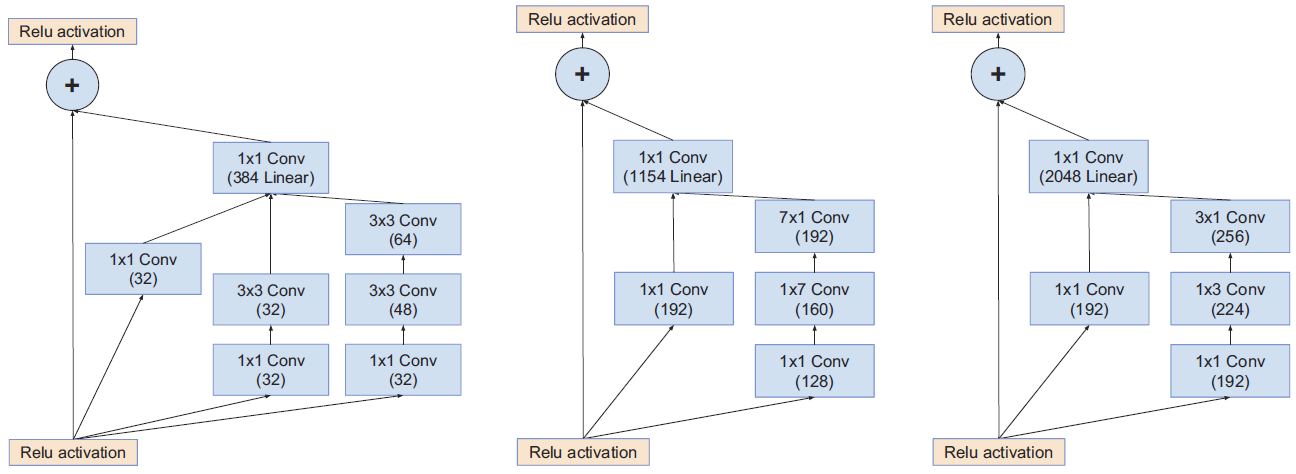 Relu activation
+
1x1 Conv
(384 Linear)
3x3 Conv
(64)
1x1 Conv
(32)
3x3 Conv
(32)
3x3 Conv
(48)
1x1 Conv
(32)
1x1 Conv
(32)
Relu activation
Relu activation
+
1x1 Conv
(1154 Linear)
7x1 Conv
(192)
1x1 Conv
(192)
1x7 Conv
(160)
1x1 Conv
(128)
Relu activation
Relu activation
+
1x1 Conv
(2048 Linear)
3x1 Conv
(256)
1x1 Conv
(192)
1x3 Conv
(224)
1x1 Conv
(192)
Relu activation